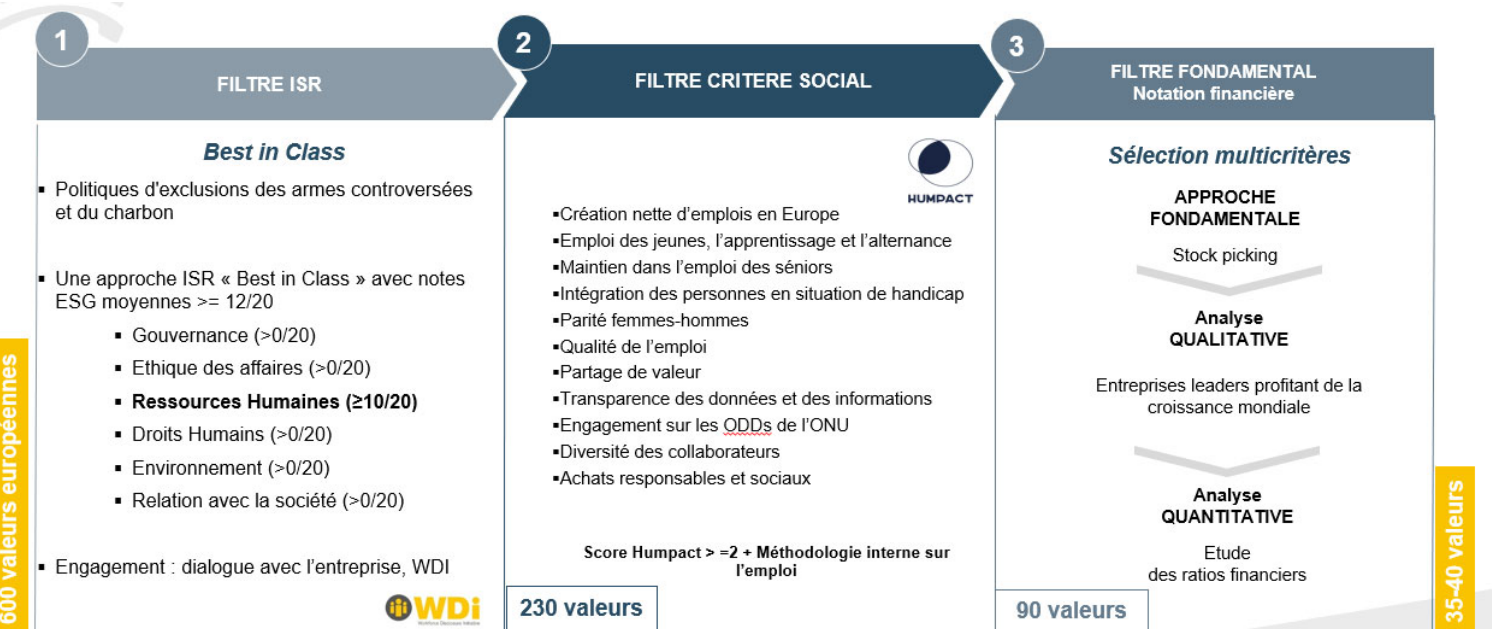 1
FILTRE ISR
Best in Class
▪ Politiques d'exclusions des armes controversées
et du charbon
▪ Une approche ISR « Best in Class » avec notes
ESG moyennes >= 12/20
▪ Gouvernance (>0/20)
▪ Ethique des affaires (>0/20)
▪ Ressources Humaines (≥10/20)
▪ Droits Humains (>0/20)
▪ Environnement (>0/20)
▪ Relation avec la société (>0/20)
▪ Engagement : dialogue avec l'entreprise, WDI
WDi
600 valeurs européennes
2
FILTRE CRITERE SOCIAL
HUMPACT
▪Création nette d'emplois en Europe
▪Emploi des jeunes, l'apprentissage et l'alternance
▪Maintien dans l'emploi des séniors
▪Intégration des personnes en situation de handicap
▪Parité femmes-hommes
▪Qualité de l'emploi
▪Partage de valeur
▪Transparence des données et des informations
▪Engagement sur les ODDs de l'ONU
▪Diversité des collaborateurs
▪Achats responsables et sociaux
Score Humpact > =2 + Méthodologie interne sur
l'emploi
230 valeurs
3
FILTRE FONDAMENTAL
Notation financière
Sélection multicritères
APPROCHE
FONDAMENTALE
Stock picking
Analyse
QUALITATIVE
Entreprises leaders profitant de la
croissance mondiale
Analyse
QUANTITATIVE
Etude
des ratios financiers
90 valeurs
35-40 valeurs